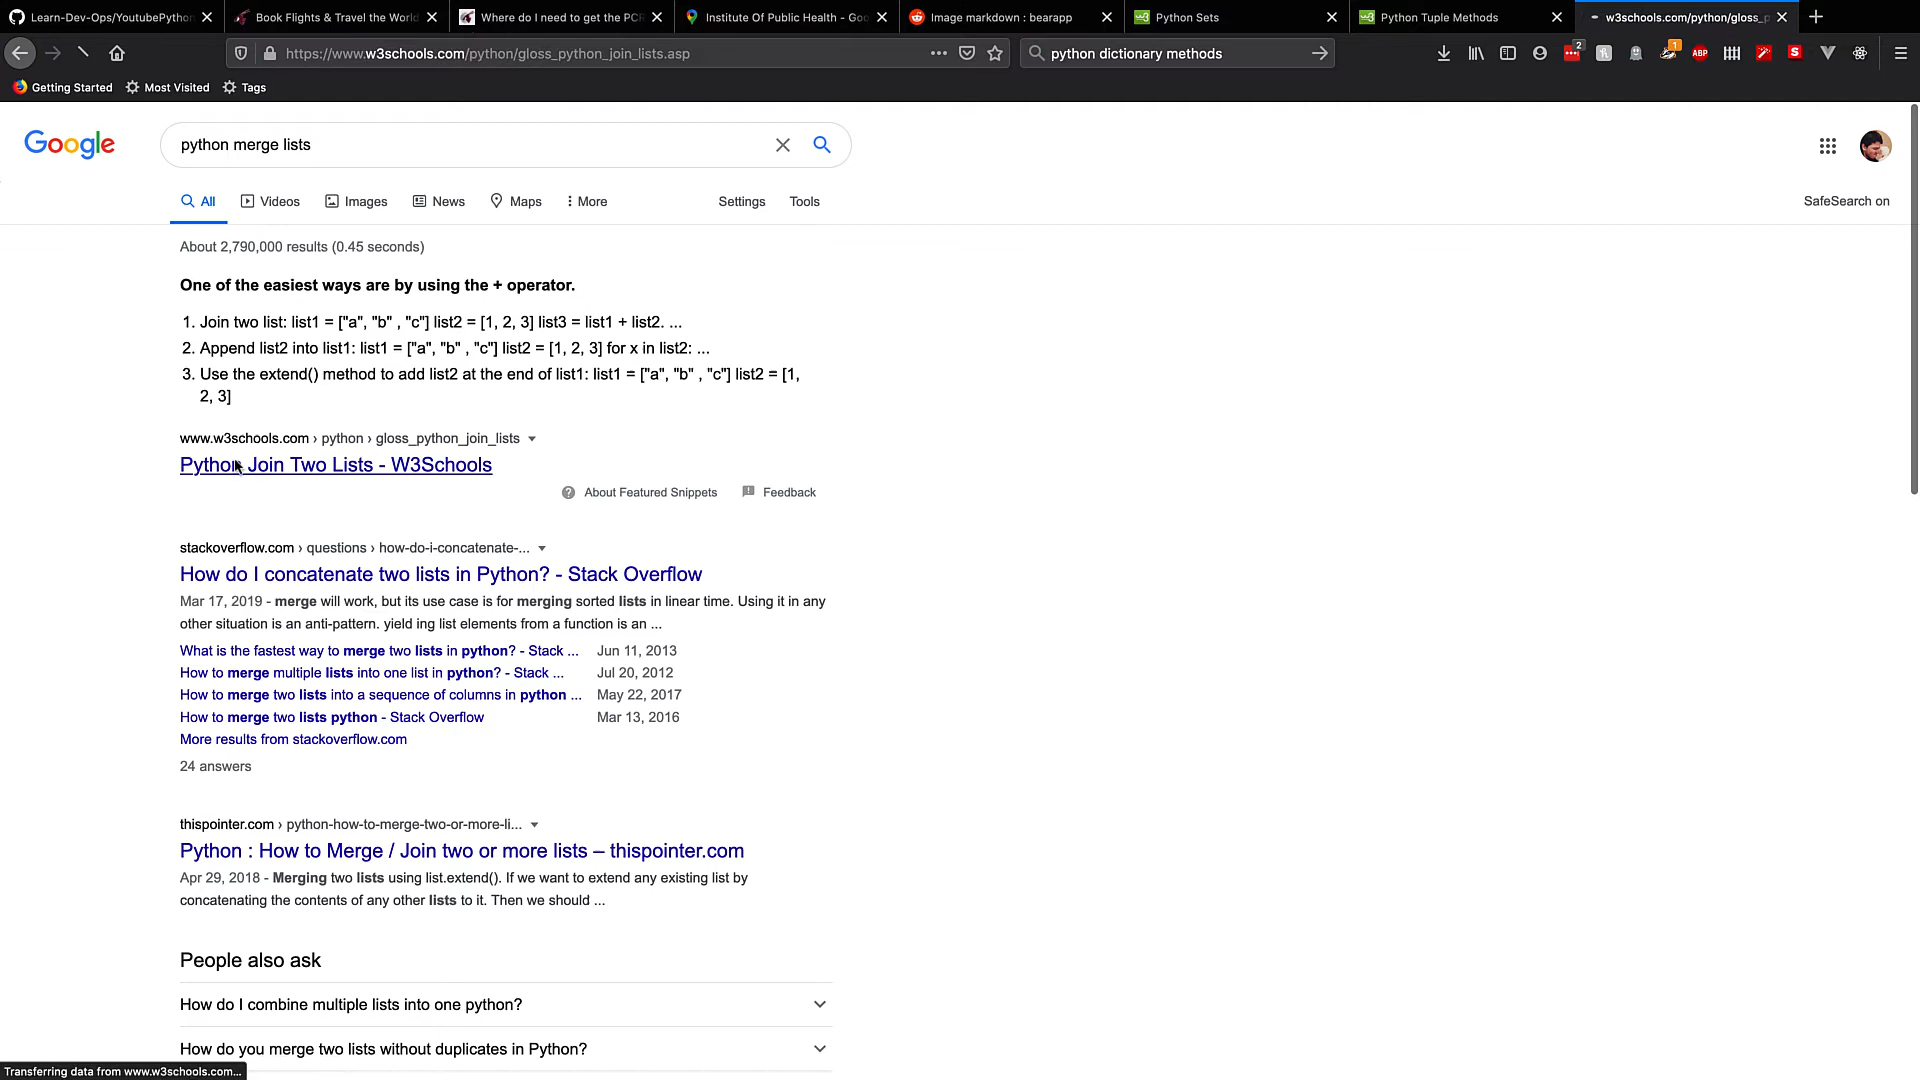 Learn-Dev-Ops/YoutubePython
Book Flights & Travel the World
Where do I need to get the PCR
Institute Of Public Health - Goo
Image markdown : bearapp
Python Sets
Python Tuple Methods
w3schools.com/python/gloss_p
https://www.w3schools.com/python/gloss_python_join_lists.asp
python dictionary methods
2
1
ABP
S
Getting Started
Most Visited
Tags
Google
python merge lists
All
Videos
Images
News
Maps
More
Settings
Tools
SafeSearch on
About 2,790,000 results (0.45 seconds)
One of the easiest ways are by using the + operator.
1. Join two list: list1 = ["a", "b" , "c"] list2 = [1, 2, 3] list3 = list1 + list2. ...
2. Append list2 into list1: list1 = ["a", "b" , "c"] list2 = [1, 2, 3] for x in list2: ...
3. Use the extend() method to add list2 at the end of list1: list1 = ["a", "b" , "c"] list2 = [1,
2, 3]
www.w3schools.com › python › gloss_python_join_lists
Python Join Two Lists - W3Schools
About Featured Snippets
Feedback
stackoverflow.com › questions › how-do-i-concatenate-...
How do I concatenate two lists in Python? - Stack Overflow
Mar 17, 2019 - merge will work, but its use case is for merging sorted lists in linear time. Using it in any
other situation is an anti-pattern. yield ing list elements from a function is an ...
What is the fastest way to merge two lists in python? - Stack ... Jun 11, 2013
How to merge multiple lists into one list in python? - Stack ... Jul 20, 2012
How to merge two lists into a sequence of columns in python ... May 22, 2017
How to merge two lists python - Stack Overflow Mar 13, 2016
More results from stackoverflow.com
24 answers
thispointer.com › python-how-to-merge-two-or-more-li...
Python : How to Merge / Join two or more lists – thispointer.com
Apr 29, 2018 - Merging two lists using list.extend(). If we want to extend any existing list by
concatenating the contents of any other lists to it. Then we should ...
People also ask
How do I combine multiple lists into one python?
How do you merge two lists without duplicates in Python?
Transferring data from www.w3schools.com...